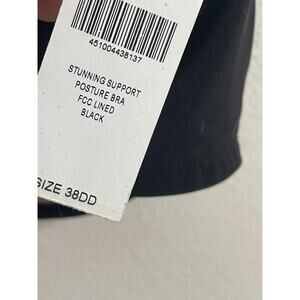 451004438137
STUNNING SUPPORT
POSTURE BRA
FCC LINED
BLACK
SIZE 38DD